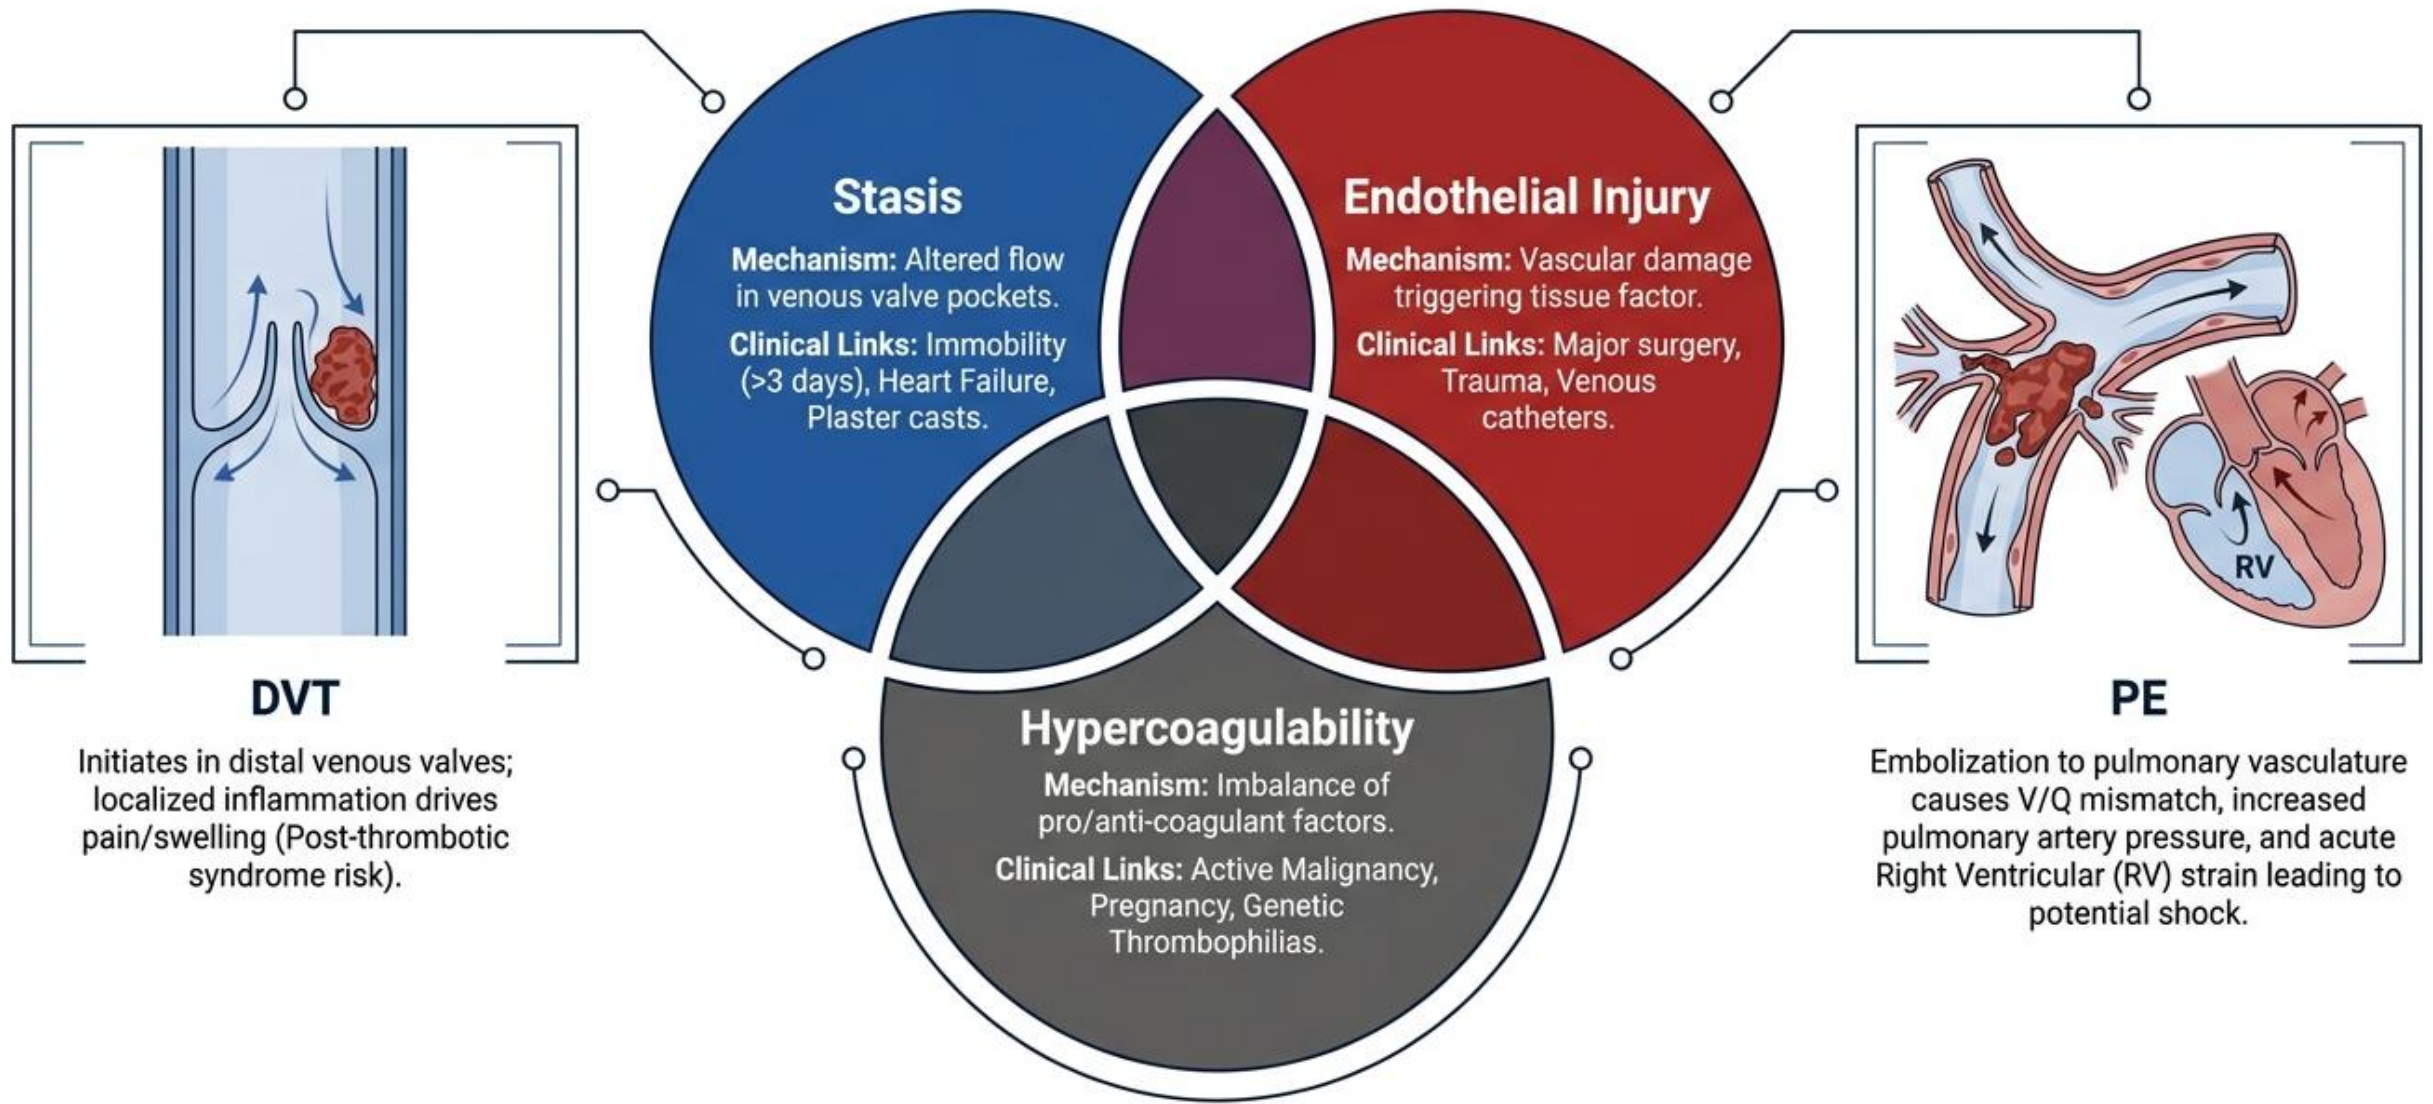 Stasis
Mechanism: Altered flow
in venous valve pockets.
Clinical Links: Immobility
(>3 days), Heart Failure,
Plaster casts.
Endothelial Injury
Mechanism: Vascular damage
triggering tissue factor.
Clinical Links: Major surgery,
Trauma, Venous
catheters.
Hypercoagulability
Mechanism: Imbalance of
pro/anti-coagulant factors.
Clinical Links: Active Malignancy,
Pregnancy, Genetic
Thrombophilias.
DVT
Initiates in distal venous valves;
localized inflammation drives
pain/swelling (Post-thrombotic
syndrome risk).
RV
PE
Embolization to pulmonary vasculature
causes V/Q mismatch, increased
pulmonary artery pressure, and acute
Right Ventricular (RV) strain leading to
potential shock.